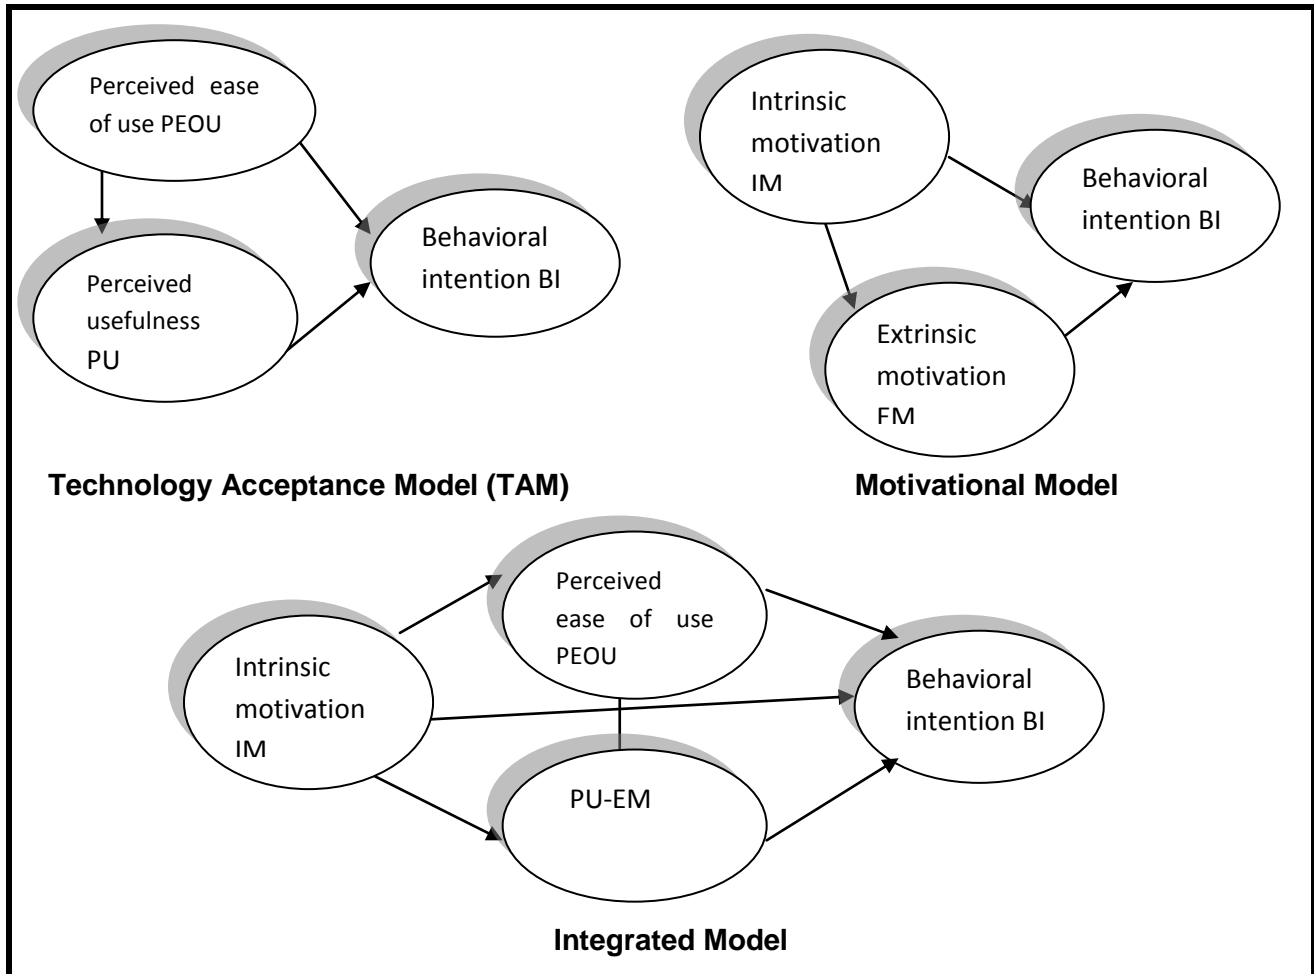 Perceived ease
of use PEOU
Perceived
usefulness
PU
Behavioral
intention BI
Technology Acceptance Model (TAM)
Intrinsic
motivation
IM
Extrinsic
motivation
EM
Behavioral
intention BI
Motivational Model
Intrinsic
motivation
IM
Perceived
ease of use
PEOU
PU-EM
Behavioral
intention BI
Integrated Model